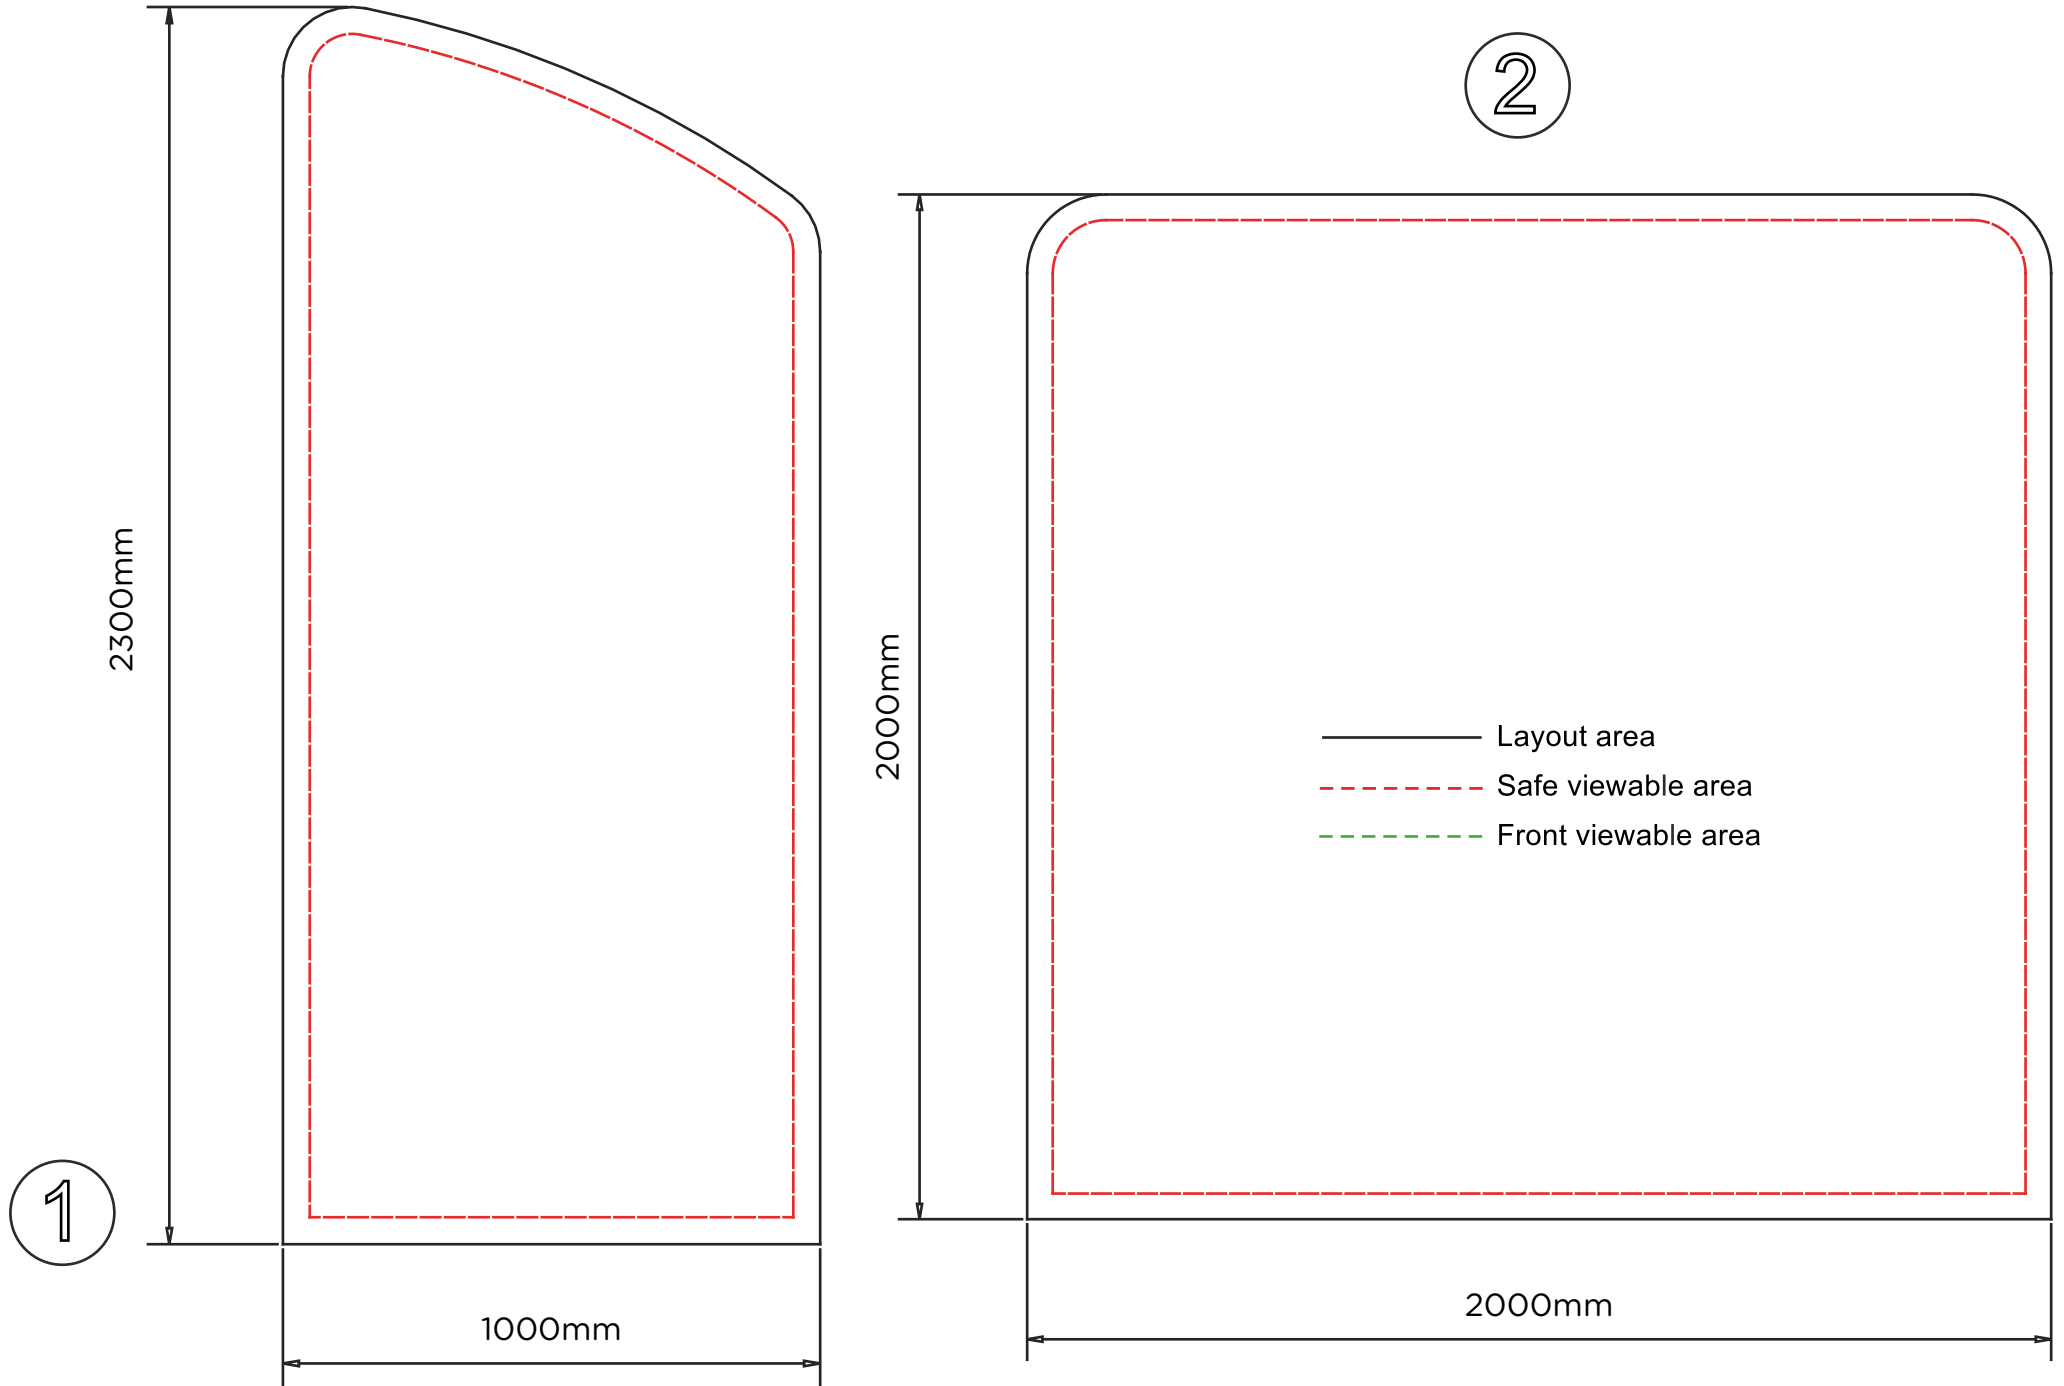 2
2300mm
2000mm
Layout area
Safe viewable area
Front viewable area
1
1000mm
2000mm